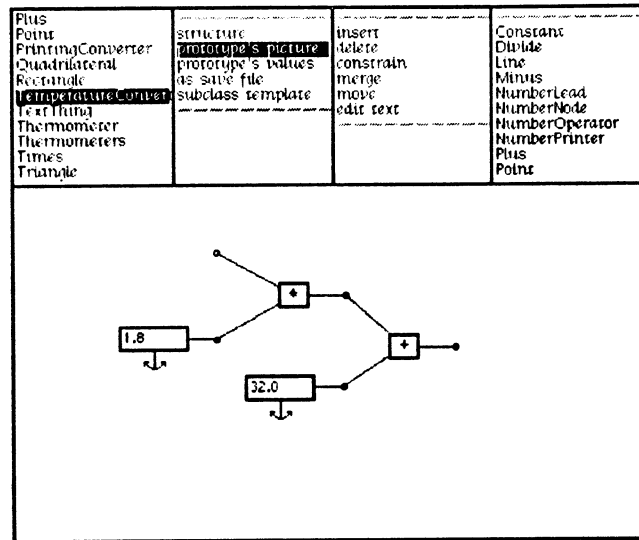 Plus
Point
PrintingConverter
Quadrilateral
Rectangle
TemperatureConver
TextThing
Thermometer
Thermometers
Times
Triangle
structure
prototype's picture
prototype's values
as save file
subclass template
insert
delete
constrain
merge
move
edit text
Constant
Divide
Line
Minus
NumberLead
NumberNode
NumberOperator
NumberPrinter
Plus
Point
1.8
+
32.0
+